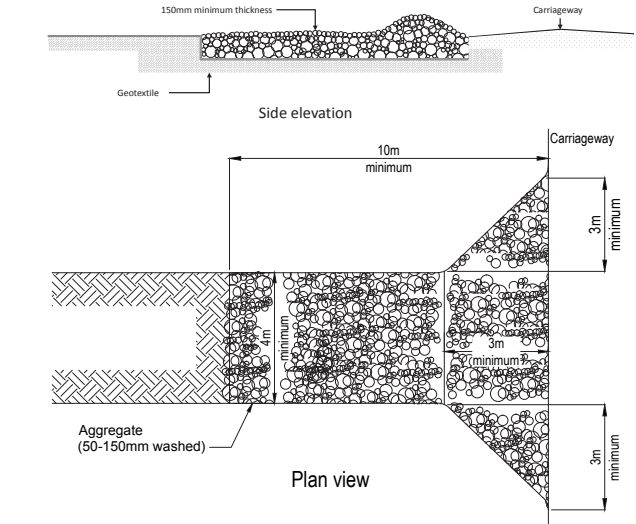 150mm minimum thickness
Carriageway
Geotextile
Side elevation
Carriageway
10m
minimum
3m
minimum
4m
minimum
3m
minimum
Aggregate
(50-150mm washed)
3m
minimum
Plan view